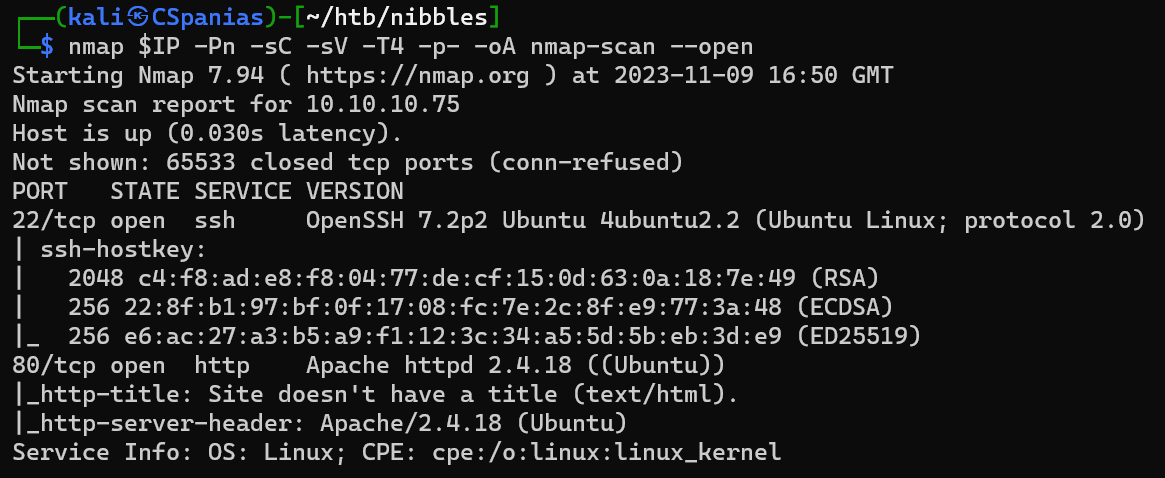 ┌──(kali㉿CSpanias)-[~/htb/nibbles]
└─$ nmap $IP -Pn -sC -sV -T4 -p- -oA nmap-scan --open
Starting Nmap 7.94 ( https://nmap.org ) at 2023-11-09 16:50 GMT
Nmap scan report for 10.10.10.75
Host is up (0.030s latency).
Not shown: 65533 closed tcp ports (conn-refused)
PORT   STATE SERVICE VERSION
22/tcp open  ssh     OpenSSH 7.2p2 Ubuntu 4ubuntu2.2 (Ubuntu Linux; protocol 2.0)
| ssh-hostkey:
|   2048 c4:f8:ad:e8:f8:04:77:de:cf:15:0d:63:0a:18:7e:49 (RSA)
|   256 22:8f:b1:97:bf:0f:17:08:fc:7e:2c:8f:e9:77:3a:48 (ECDSA)
|_  256 e6:ac:27:a3:b5:a9:f1:12:3c:34:a5:5d:5b:eb:3d:e9 (ED25519)
80/tcp open  http    Apache httpd 2.4.18 ((Ubuntu))
|_http-title: Site doesn't have a title (text/html).
|_http-server-header: Apache/2.4.18 (Ubuntu)
Service Info: OS: Linux; CPE: cpe:/o:linux:linux_kernel